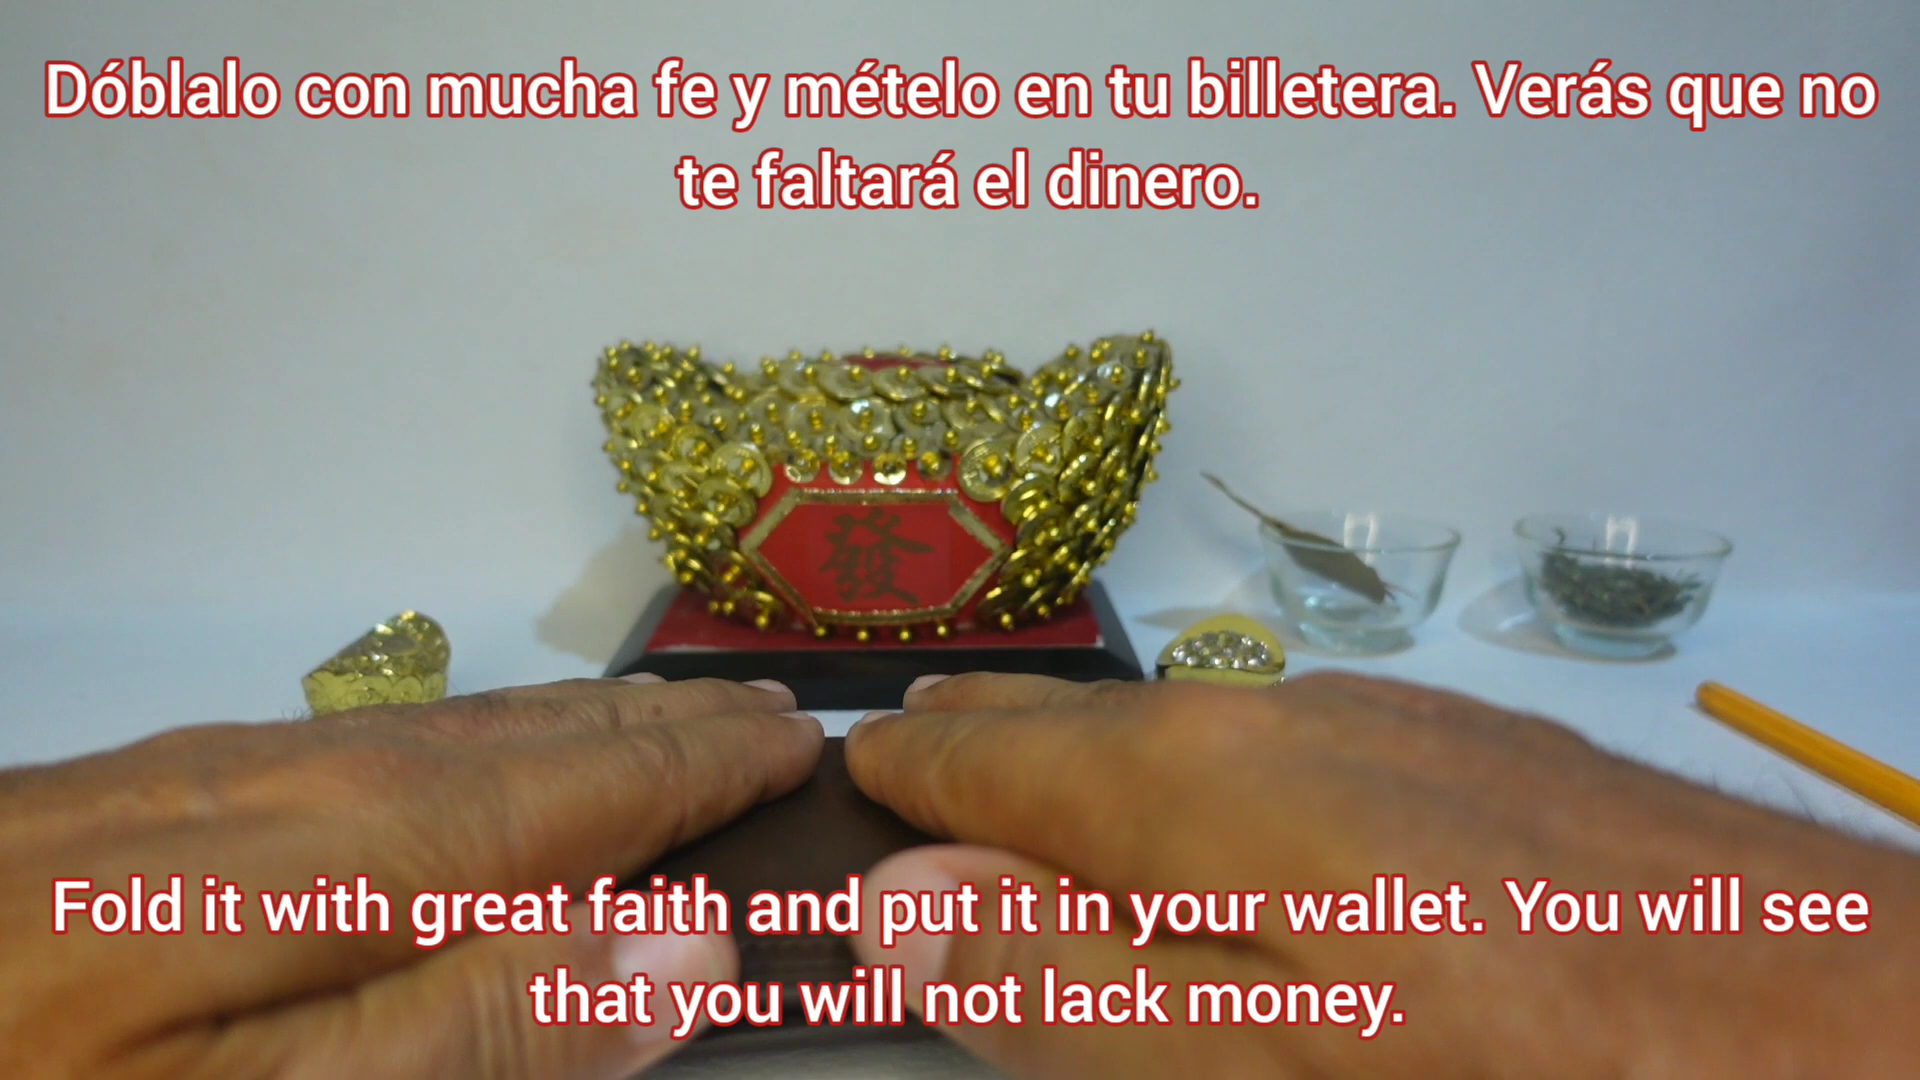 Dóblalo con mucha fe y mételo en tu billetera. Verás que no
te faltará el dinero.
發
Fold it with great faith and put it in your wallet. You will see
that you will not lack money.